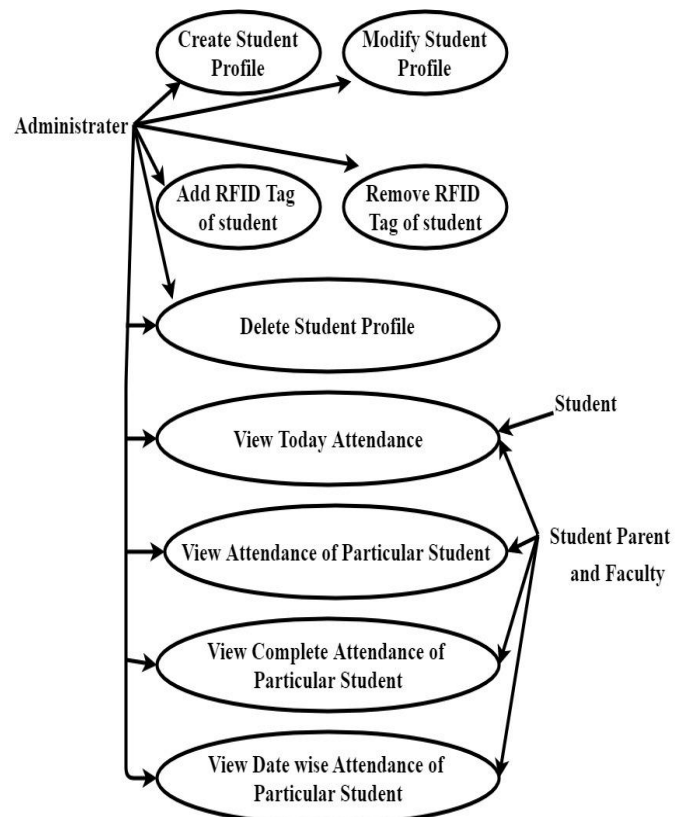 Create Student
Profile
Modify Student
Profile
Administrater
Add RFID Tag
of student
Remove RFID
Tag of student
Delete Student Profile
Student
View Today Attendance
View Attendance of Particular Student
Student Parent
and Faculty
View Complete Attendance of
Particular Student
View Date wise Attendance of
Particular Student